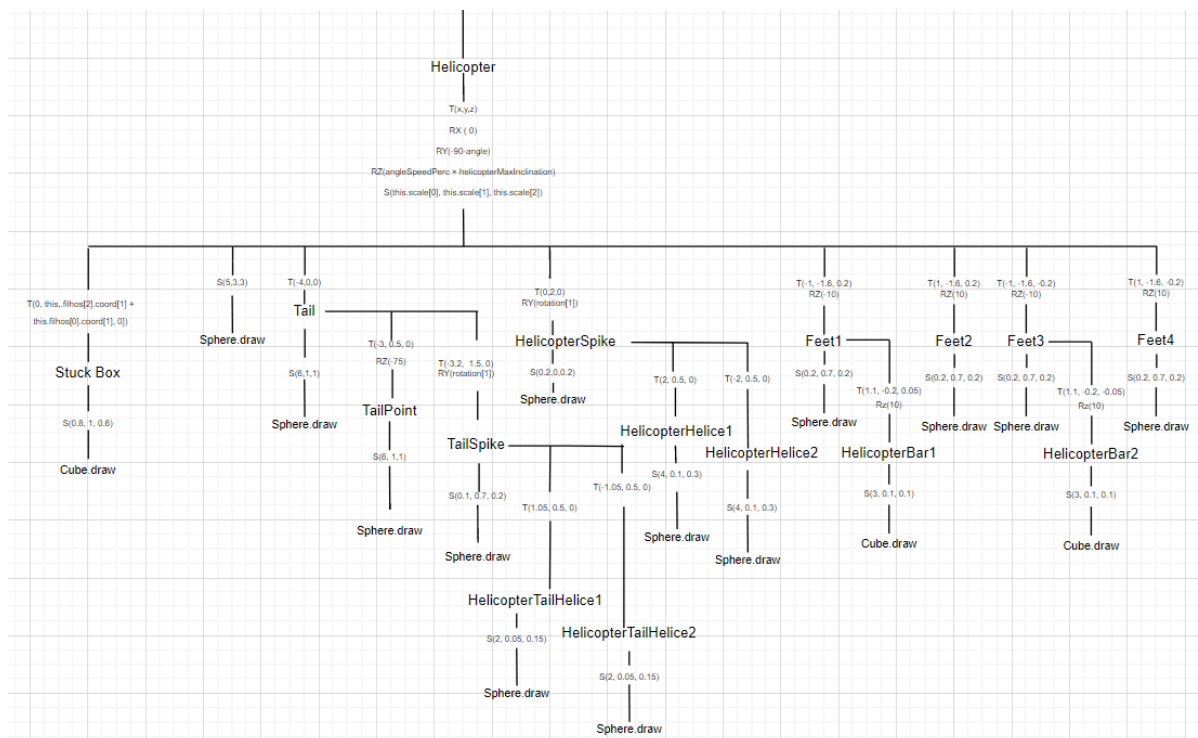 Helicopter
T(x,y,z)
RX ( 0)
RY(-90-angle)
RZ(angleSpeedPerc × helicopterMaxInclination)
S(this.scale[0], this.scale[1], this.scale[2])
T(0, this,.filhos[2].coord[1] +
this.filhos[0].coord[1], 0])
Stuck Box
S(0.8, 1, 0.6)
Cube.draw
S(5,3,3)
Sphere.draw
T(-4,0,0)
Tail
S(6,1,1)
Sphere.draw
T(-3, 0.5, 0)
RZ(-75)
TailPoint
S(6, 1,1)
Sphere.draw
T(-3.2, 1.5, 0)
RY(rotation[1])
TailSpike
S(0.1, 0.7, 0.2)
Sphere.draw
T(1.05, 0.5, 0)
HelicopterTailHelice1
S(2, 0.05, 0.15)
Sphere.draw
T(-1.05, 0.5, 0)
HelicopterTailHelice2
S(2, 0.05, 0.15)
Sphere.draw
T(0,2,0)
RY(rotation[1])
HelicopterSpike
S(0.2,0,0.2)
Sphere.draw
T(2, 0.5, 0)
HelicopterHelice1
S(4, 0.1, 0.3)
Sphere.draw
T(-2, 0.5, 0)
HelicopterHelice2
S(4, 0.1, 0.3)
Sphere.draw
T(-1, -1.6, 0.2)
RZ(-10)
Feet1
S(0.2, 0.7, 0.2)
Sphere.draw
T(1.1, -0.2, 0.05)
Rz(10)
HelicopterBar1
S(3, 0.1, 0.1)
Cube.draw
T(1, -1.6, 0.2)
RZ(10)
Feet2
S(0.2, 0.7, 0.2)
Sphere.draw
T(-1, -1.6, -0.2)
RZ(-10)
Feet3
S(0.2, 0.7, 0.2)
Sphere.draw
T(1.1, -0.2, -0.05)
Rz(10)
HelicopterBar2
S(3, 0.1, 0.1)
Cube.draw
T(1, -1.6, -0.2)
RZ(10)
Feet4
S(0.2, 0.7, 0.2)
Sphere.draw